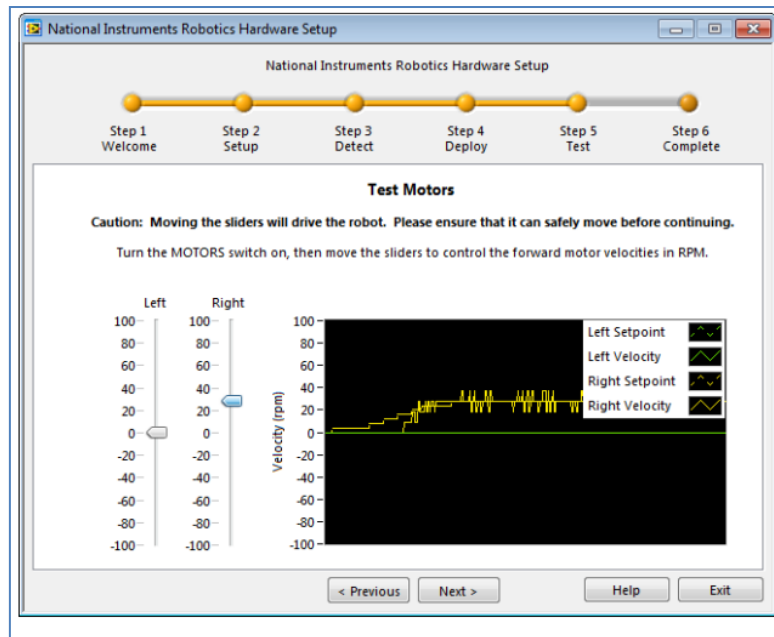 National Instruments Robotics Hardware Setup
National Instruments Robotics Hardware Setup
Step 1 Step 2 Step 3 Step 4 Step 5 Step 6
Welcome Setup Detect Deploy Test Complete
Test Motors
Caution: Moving the sliders will drive the robot. Please ensure that it can safely move before continuing.
Turn the MOTORS switch on, then move the sliders to control the forward motor velocities in RPM.
Left
100
80
60
40
20
0
-20
-40
-60
-80
-100
Right
100
80
60
40
20
0
-20
-40
-60
-80
-100
Velocity (rpm)
100
80
60
40
20
0
-20
-40
-60
-80
-100
Left Setpoint
Left Velocity
Right Setpoint
Right Velocity
< Previous Next > Help Exit